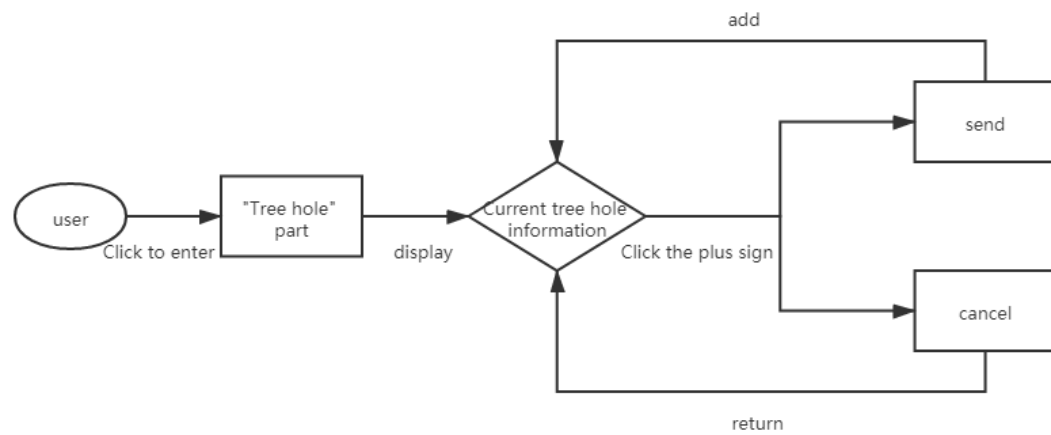 add
send
user
"Tree hole"
part
Current tree hole
information
Click to enter
display
Click the plus sign
cancel
return